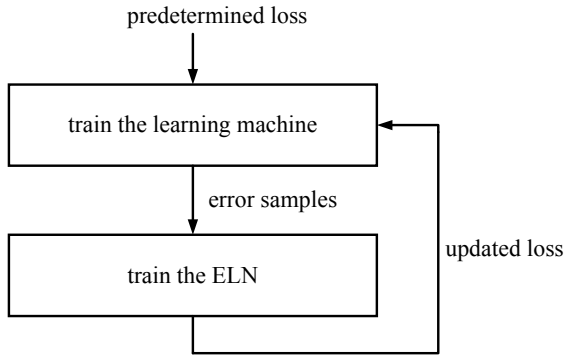 predetermined loss
train the learning machine
error samples
updated loss
train the ELN